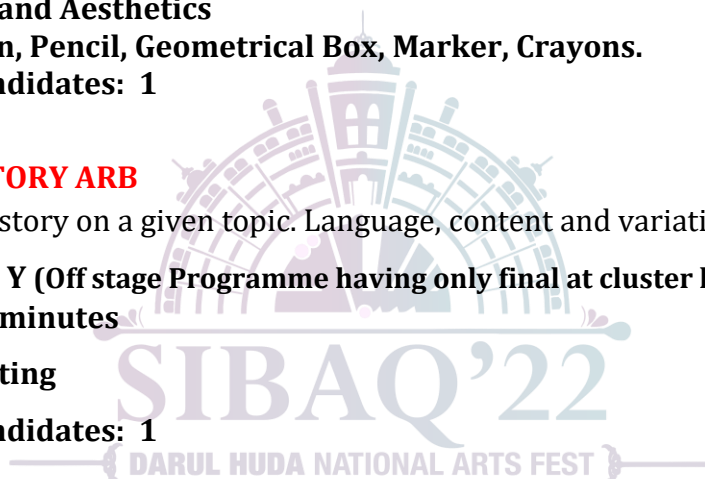 and Aesthetics
n, Pencil, Geometrical Box, Marker, Crayons.
ndidates: 1
TORY ARB
story on a given topic. Language, content and variati
Y (Off stage Programme having only final at cluster l
minutes
SIBAQ'22
ting
ndidates: 1
DARUL HUDA NATIONAL ARTS FEST